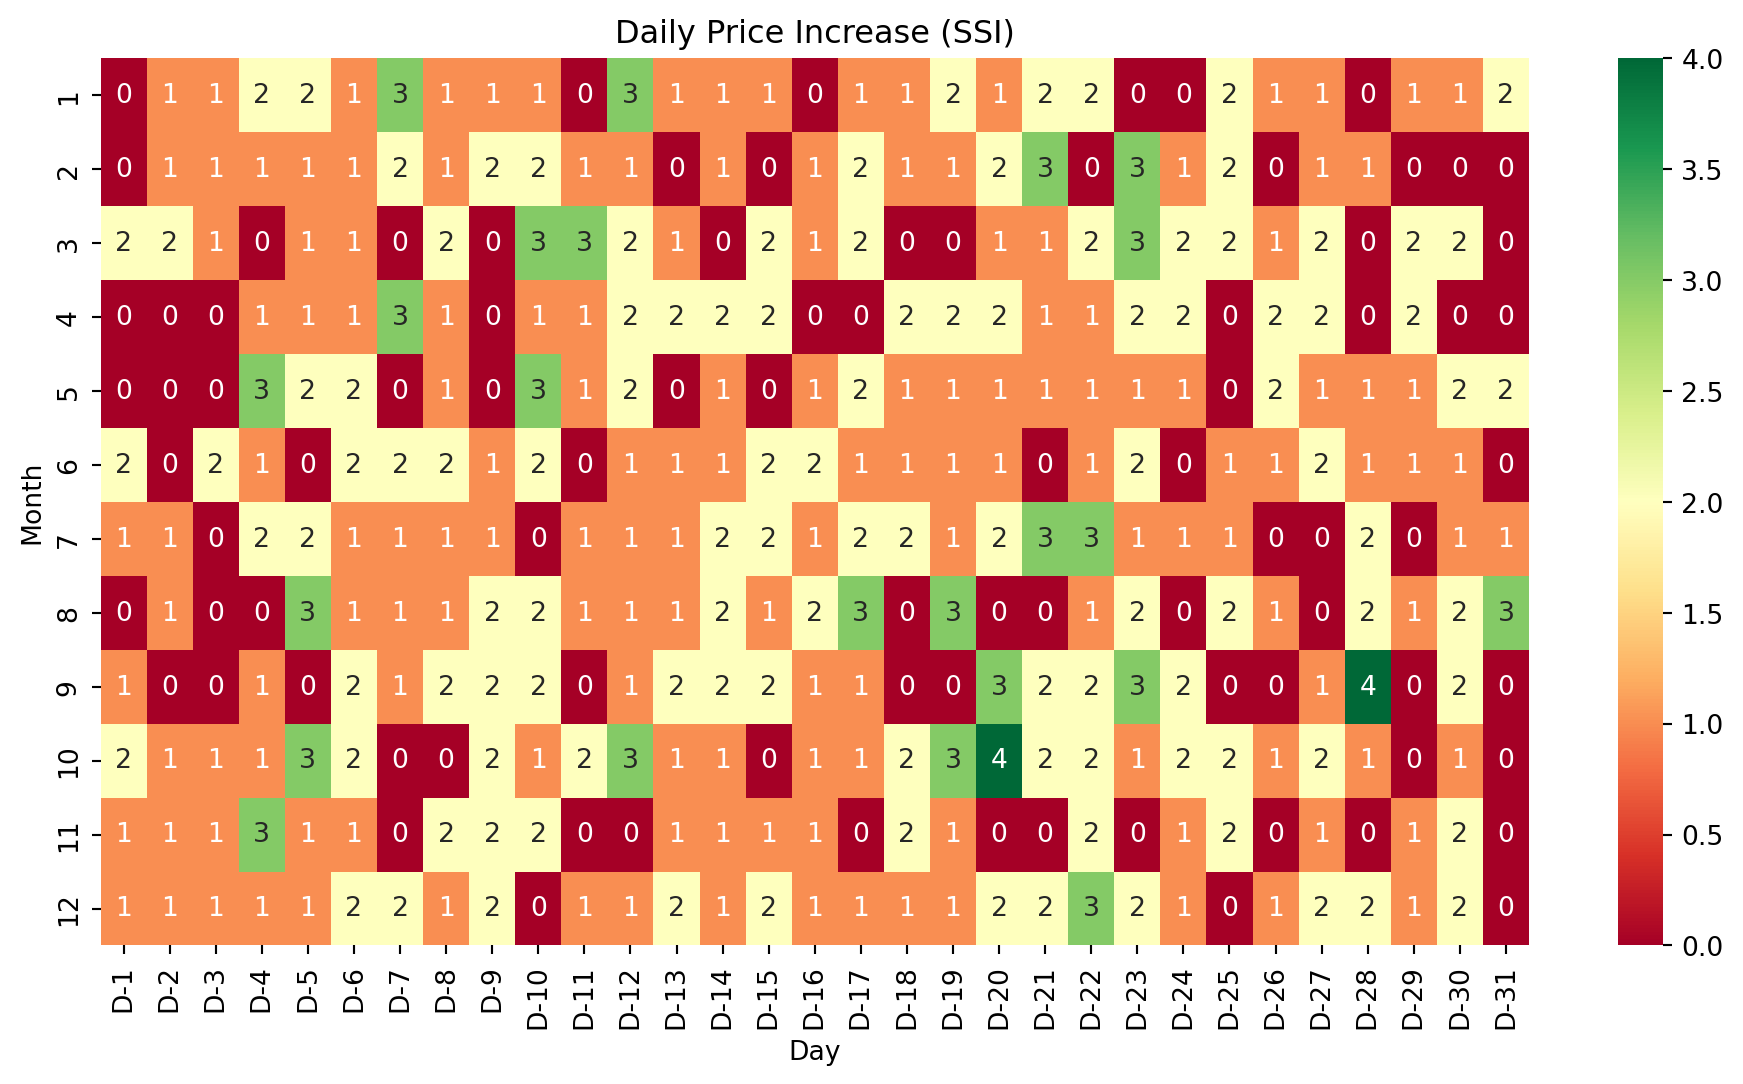 Daily Price Increase (SSI)
1 0 1 1 2 2 1 3 1 1 1 0 3 1 1 1 0 1 1 2 1 2 2 0 0 2 1 1 0 1 1 2
2 0 1 1 1 1 1 2 1 2 2 1 1 0 1 0 1 2 1 1 2 3 0 3 1 2 0 1 1 0 0 0
3 2 2 1 0 1 1 0 2 0 3 3 2 1 0 2 1 2 0 0 1 1 2 3 2 2 1 2 0 2 2 0
4 0 0 0 1 1 1 3 1 0 1 1 2 2 2 2 0 0 2 2 2 1 1 2 2 0 2 2 0 2 0 0
5 0 0 0 3 2 2 0 1 0 3 1 2 0 1 0 1 2 1 1 1 1 1 1 1 0 2 1 1 1 2 2
6 2 0 2 1 0 2 2 2 1 2 0 1 1 1 2 2 1 1 1 1 0 1 2 0 1 1 2 1 1 1 0
7 1 1 0 2 2 1 1 1 1 0 1 1 1 2 2 1 2 2 1 2 3 3 1 1 1 0 0 2 0 1 1
8 0 1 0 0 3 1 1 1 2 2 1 1 1 2 1 2 3 0 3 0 0 1 2 0 2 1 0 2 1 2 3
9 1 0 0 1 0 2 1 2 2 2 0 1 2 2 2 1 1 0 0 3 2 2 3 2 0 0 1 4 0 2 0
10 2 1 1 1 3 2 0 0 2 1 2 3 1 1 0 1 1 2 3 4 2 2 1 2 2 1 2 1 0 1 0
11 1 1 1 3 1 1 0 2 2 2 0 0 1 1 1 1 0 2 1 0 0 2 0 1 2 0 1 0 1 2 0
12 1 1 1 1 1 2 2 1 2 0 1 1 2 1 2 1 1 1 1 2 2 3 2 1 0 1 2 2 1 2 0
Month
D-1 D-2 D-3 D-4 D-5 D-6 D-7 D-8 D-9 D-10 D-11 D-12 D-13 D-14 D-15 D-16 D-17 D-18 D-19 D-20 D-21 D-22 D-23 D-24 D-25 D-26 D-27 D-28 D-29 D-30 D-31
Day
4.0
3.5
3.0
2.5
2.0
1.5
1.0
0.5
0.0